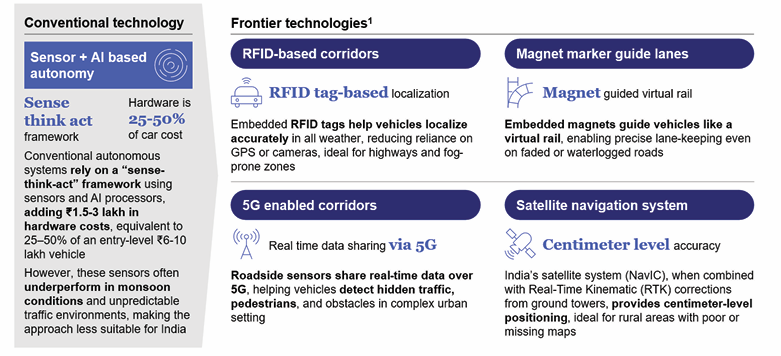 Conventional technology
Sensor + AI based
autonomy
Sense
think act
framework
Hardware is
25-50%
of car cost
Conventional autonomous
systems rely on a “sense-
think-act” framework using
sensors and AI processors,
adding ₹1.5-3 lakh in
hardware costs, equivalent to
25–50% of an entry-level ₹6-10
lakh vehicle
However, these sensors often
underperform in monsoon
conditions and unpredictable
traffic environments, making the
approach less suitable for India
Frontier technologies¹
RFID-based corridors
RFID tag-based localization
Embedded RFID tags help vehicles localize
accurately in all weather, reducing reliance on
GPS or cameras, ideal for highways and fog-
prone zones
Magnet marker guide lanes
Magnet guided virtual rail
Embedded magnets guide vehicles like a
virtual rail, enabling precise lane-keeping even
on faded or waterlogged roads
5G enabled corridors
Real time data sharing via 5G
Roadside sensors share real-time data over
5G, helping vehicles detect hidden traffic,
pedestrians, and obstacles in complex urban
setting
Satellite navigation system
Centimeter level accuracy
India’s satellite system (NavIC), when combined
with Real-Time Kinematic (RTK) corrections
from ground towers, provides centimeter-level
positioning, ideal for rural areas with poor or
missing maps